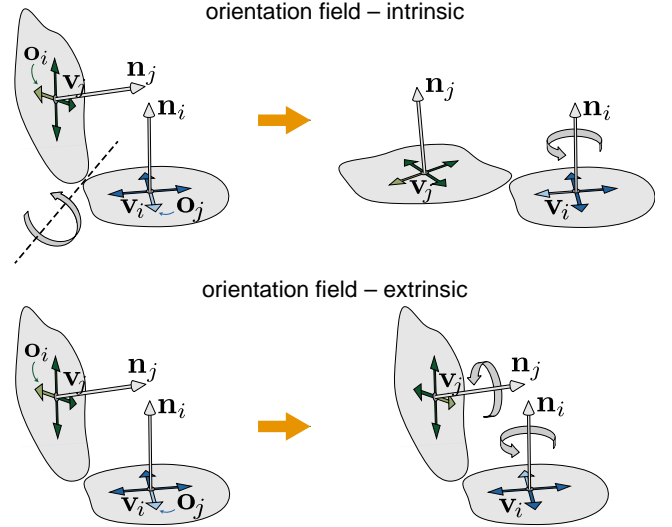 orientation field – intrinsic
o_i
v_j
n_j
n_i
v_i
o_j
n_j
v_j
n_i
v_i
orientation field – extrinsic
o_i
v_j
n_j
n_i
v_i
o_j
v_j
n_j
n_i
v_i